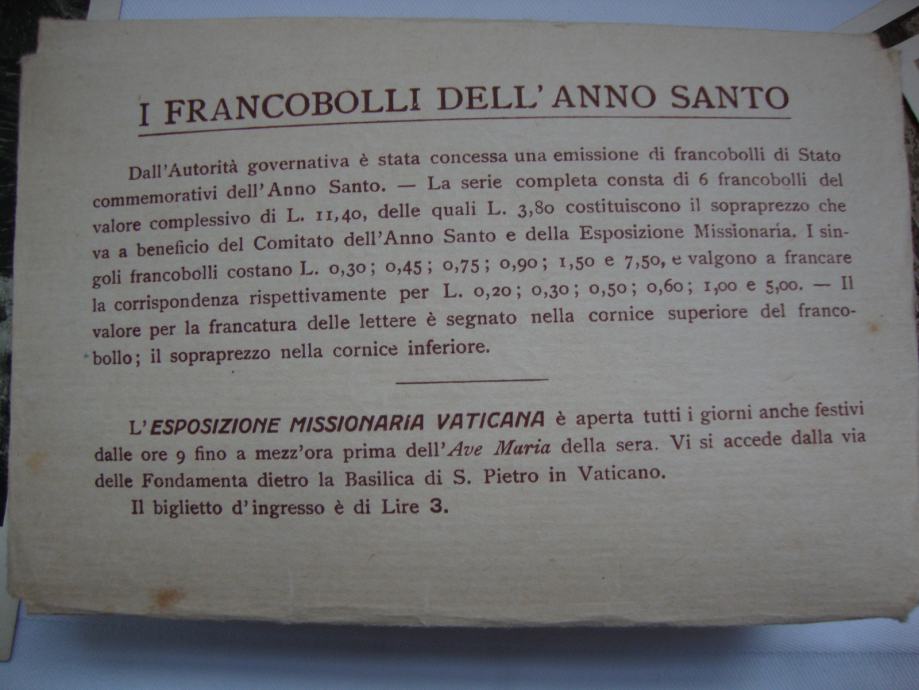 I FRANCOBOLLI DELL'ANNO SANTO
Dall'Autorità governativa è stata concessa una emissione di francobolli di Stato
commemorativi dell'Anno Santo. — La serie completa consta di 6 francobolli del
valore complessivo di L. 11,40, delle quali L. 3,80 costituiscono il sopraprezzo che
va a beneficio del Comitato dell'Anno Santo e della Esposizione Missionaria. I sin-
goli francobolli costano L. 0,30; 0,45; 0,75; 0,90; 1,50 e 7,50, e valgono a francare
la corrispondenza rispettivamente per L. 0,20; 0,30; 0,50; 0,60; 1,00 e 5,00. — Il
valore per la francatura delle lettere è segnato nella cornice superiore del franco-
bollo; il sopraprezzo nella cornice inferiore.
L'ESPOSIZIONE MISSIONARIA VATICANA è aperta tutti i giorni anche festivi
dalle ore 9 fino a mezz'ora prima dell'Ave Maria della sera. Vi si accede dalla via
delle Fondamenta dietro la Basilica di S. Pietro in Vaticano.
Il biglietto d'ingresso è di Lire 3.